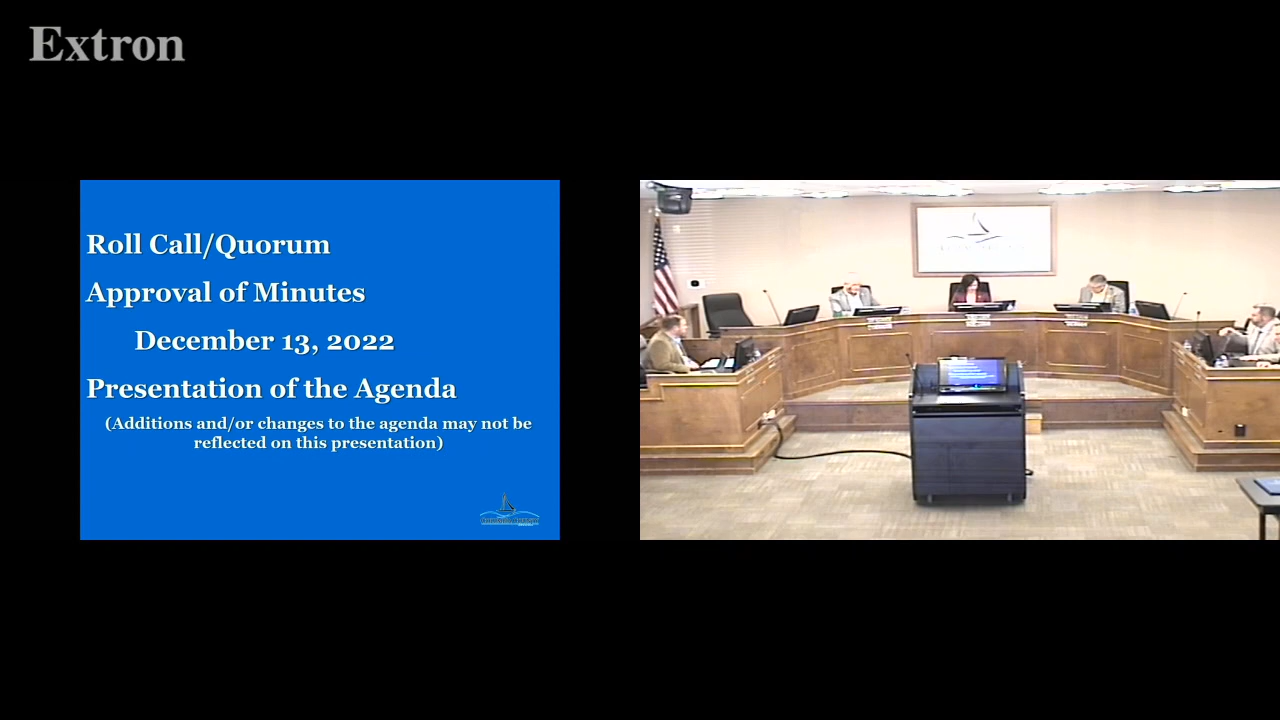 Extron
Roll Call/Quorum
Approval of Minutes
December 13, 2022
Presentation of the Agenda
(Additions and/or changes to the agenda may not be
reflected on this presentation)